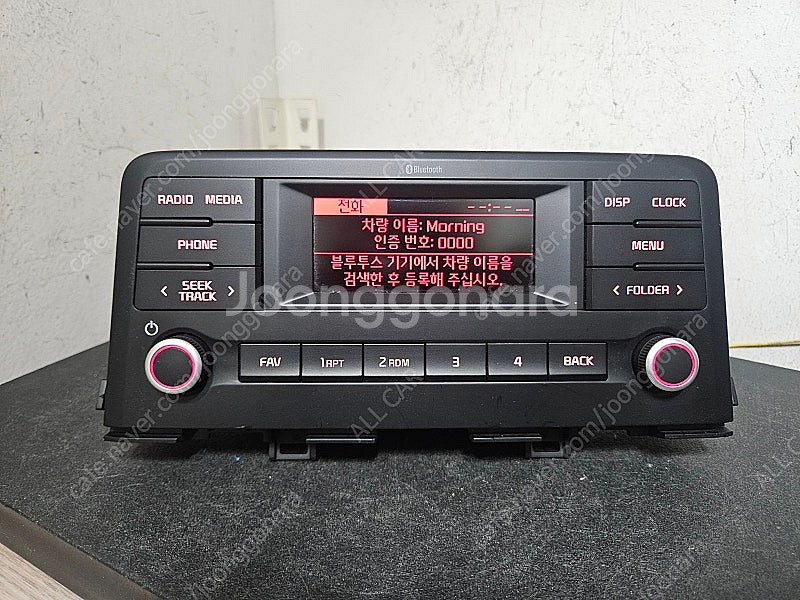 Bluetooth
RADIO MEDIA
PHONE
< SEEK TRACK >
전화
--:-- --
차량 이름: Morning
인증 번호: 0000
블루투스 기기에서 차량 이름을
검색한 후 등록해 주십시오.
DISP CLOCK
MENU
< FOLDER >
FAV 1RPT 2RDM 3 4 BACK
Joonggonara
cafe.naver.com/joonggonara
ALL CAR